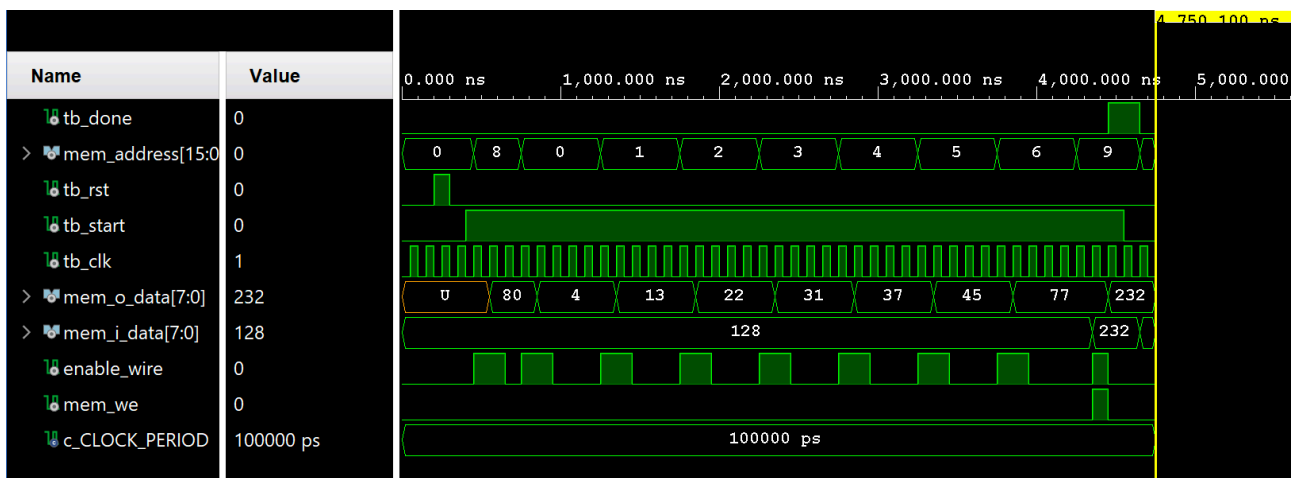 4,750.100 ns
Name Value
0.000 ns 1,000.000 ns 2,000.000 ns 3,000.000 ns 4,000.000 ns 5,000.000
tb_done 0
mem_address[15:0 0 0 8 0 1 2 3 4 5 6 9
tb_rst 0
tb_start 0
tb_clk 1
mem_o_data[7:0] 232 U 80 4 13 22 31 37 45 77 232
mem_i_data[7:0] 128 128 232
enable_wire 0
mem_we 0
c_CLOCK_PERIOD 100000 ps 100000 ps